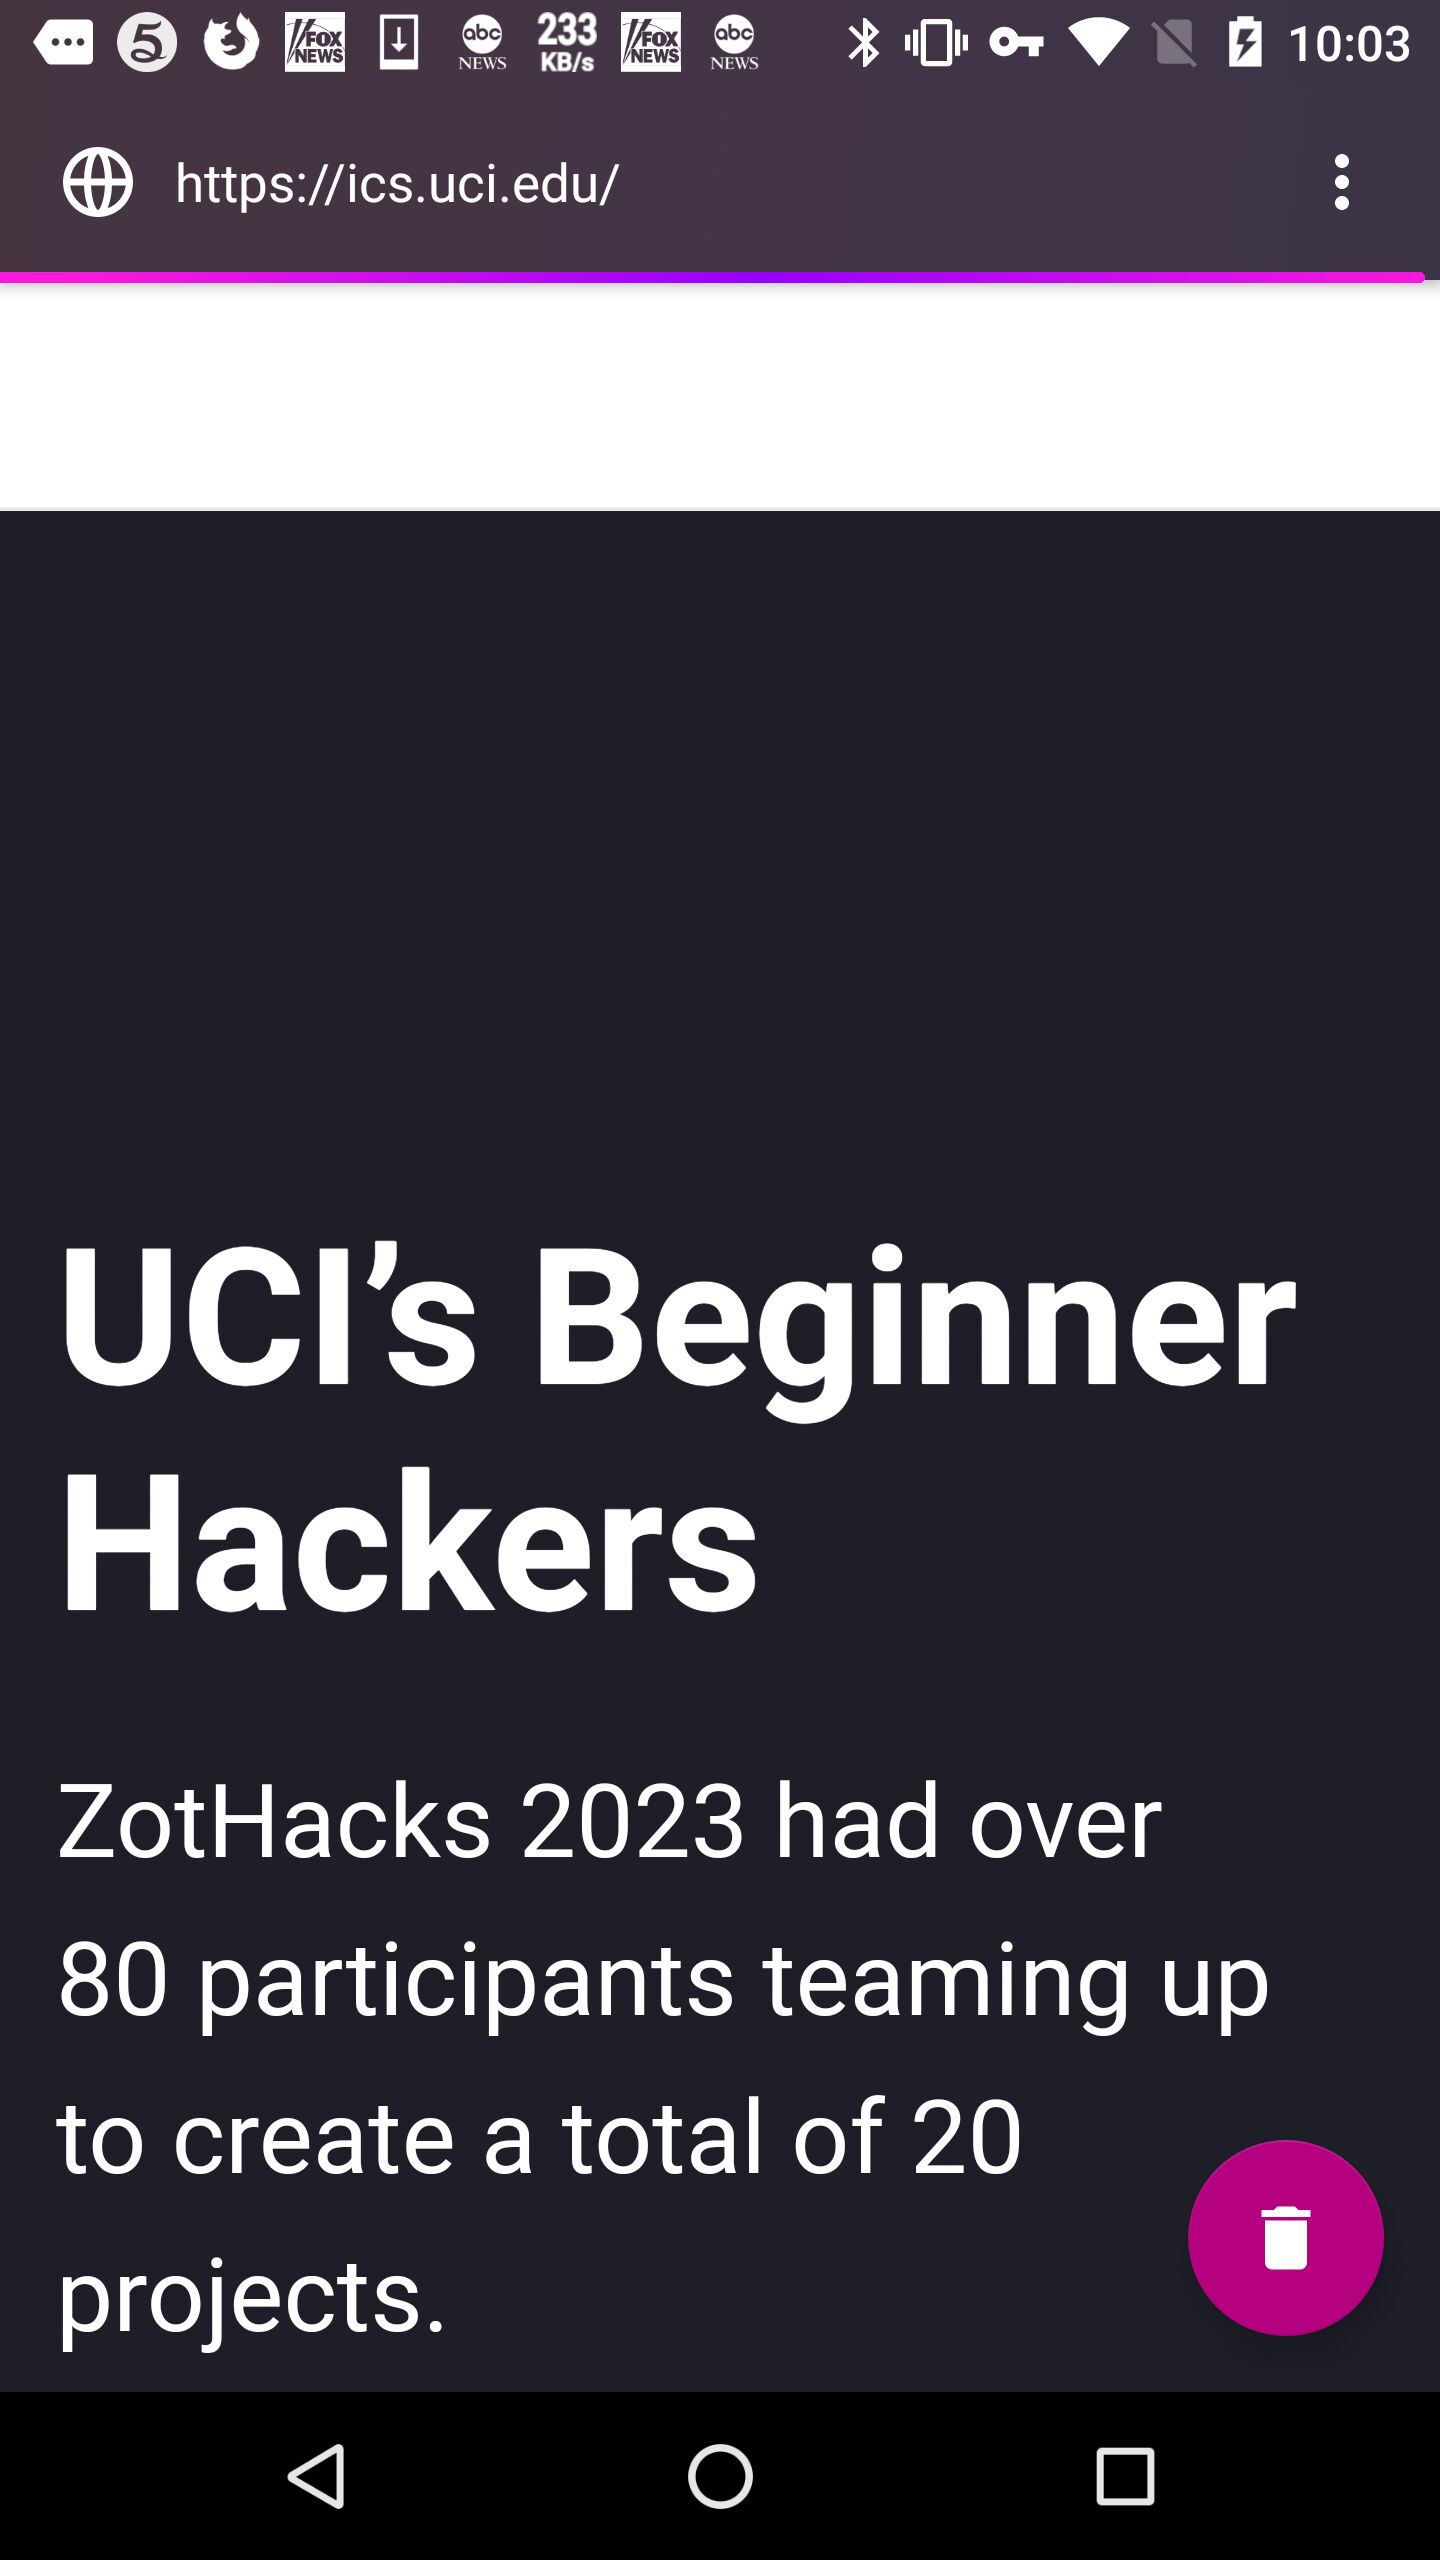 5 FOX NEWS abc NEWS 233 KB/s FOX NEWS abc NEWS 10:03
https://ics.uci.edu/
UCI’s Beginner
Hackers
ZotHacks 2023 had over
80 participants teaming up
to create a total of 20
projects.